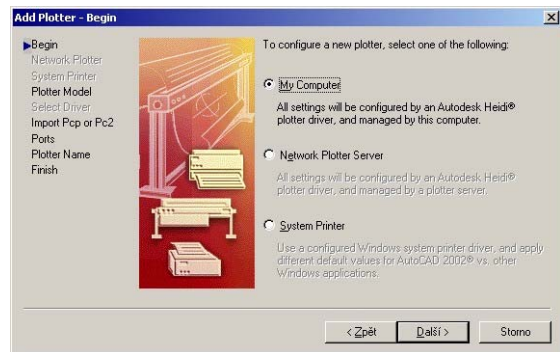 Add Plotter - Begin
Begin
Network Plotter
System Printer
Plotter Model
Select Driver
Import Pcp or Pc2
Ports
Plotter Name
Finish
To configure a new plotter, select one of the following:
My Computer
All settings will be configured by an Autodesk Heidi®
plotter driver, and managed by this computer.
Network Plotter Server
All settings will be configured by an Autodesk Heidi®
plotter driver, and managed by a plotter server.
System Printer
Use a configured Windows system printer driver, and apply
different default values for AutoCAD 2002® vs. other
Windows applications.
< Zpět
Další >
Storno